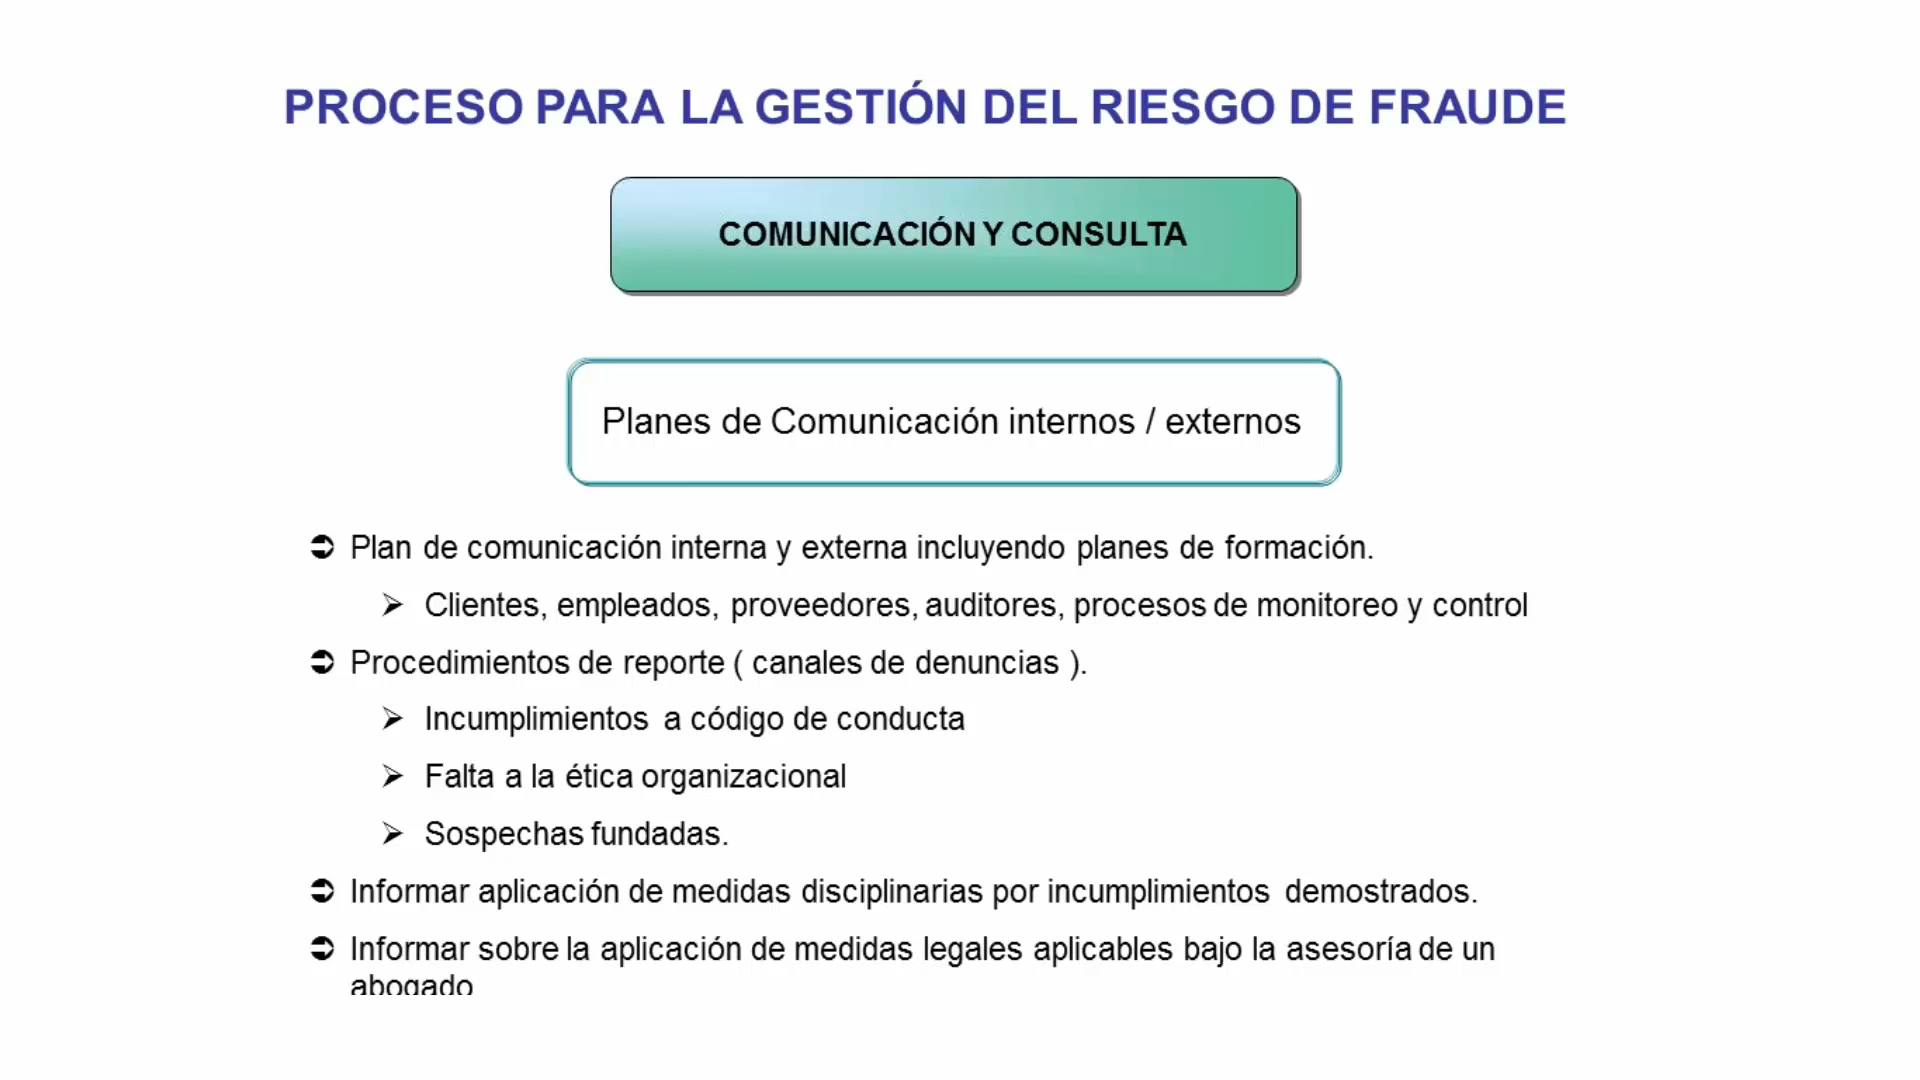 PROCESO PARA LA GESTIÓN DEL RIESGO DE FRAUDE
COMUNICACIÓN Y CONSULTA
Planes de Comunicación internos / externos
Plan de comunicación interna y externa incluyendo planes de formación.
Clientes, empleados, proveedores, auditores, procesos de monitoreo y control
Procedimientos de reporte ( canales de denuncias ).
Incumplimientos a código de conducta
Falta a la ética organizacional
Sospechas fundadas.
Informar aplicación de medidas disciplinarias por incumplimientos demostrados.
Informar sobre la aplicación de medidas legales aplicables bajo la asesoría de un
abogado